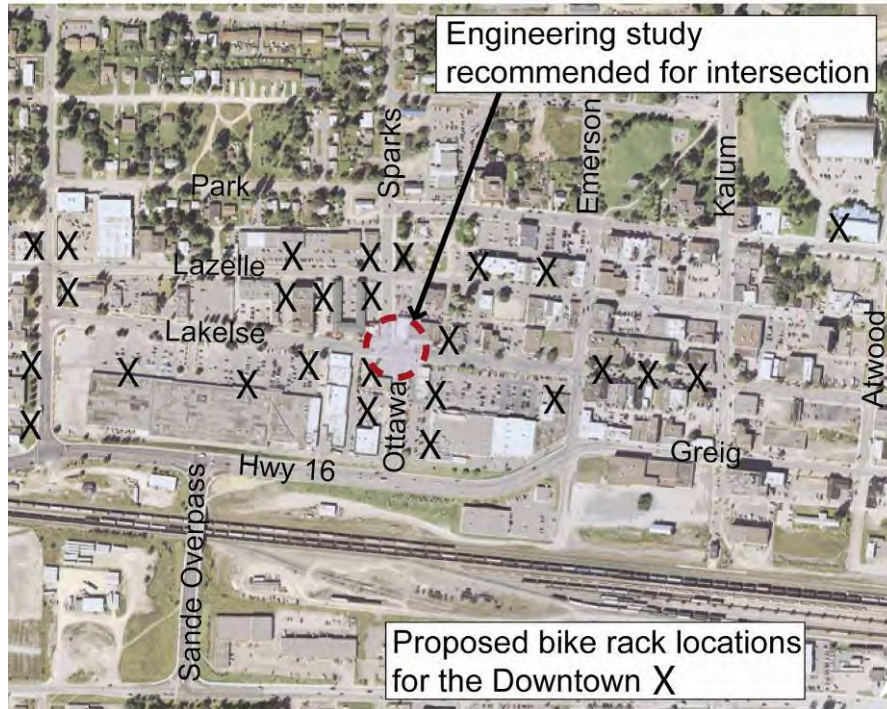 Engineering study
recommended for intersection
Sparks
Emerson
Kalum
Park
X
X X
X X X X
Lazelle
X X
X X X X
Lakelse
X
X X X X X
X X X
X X X
X
X X
Ottawa
Atwood
Greig
Hwy 16
Sande Overpass
Proposed bike rack locations
for the Downtown X